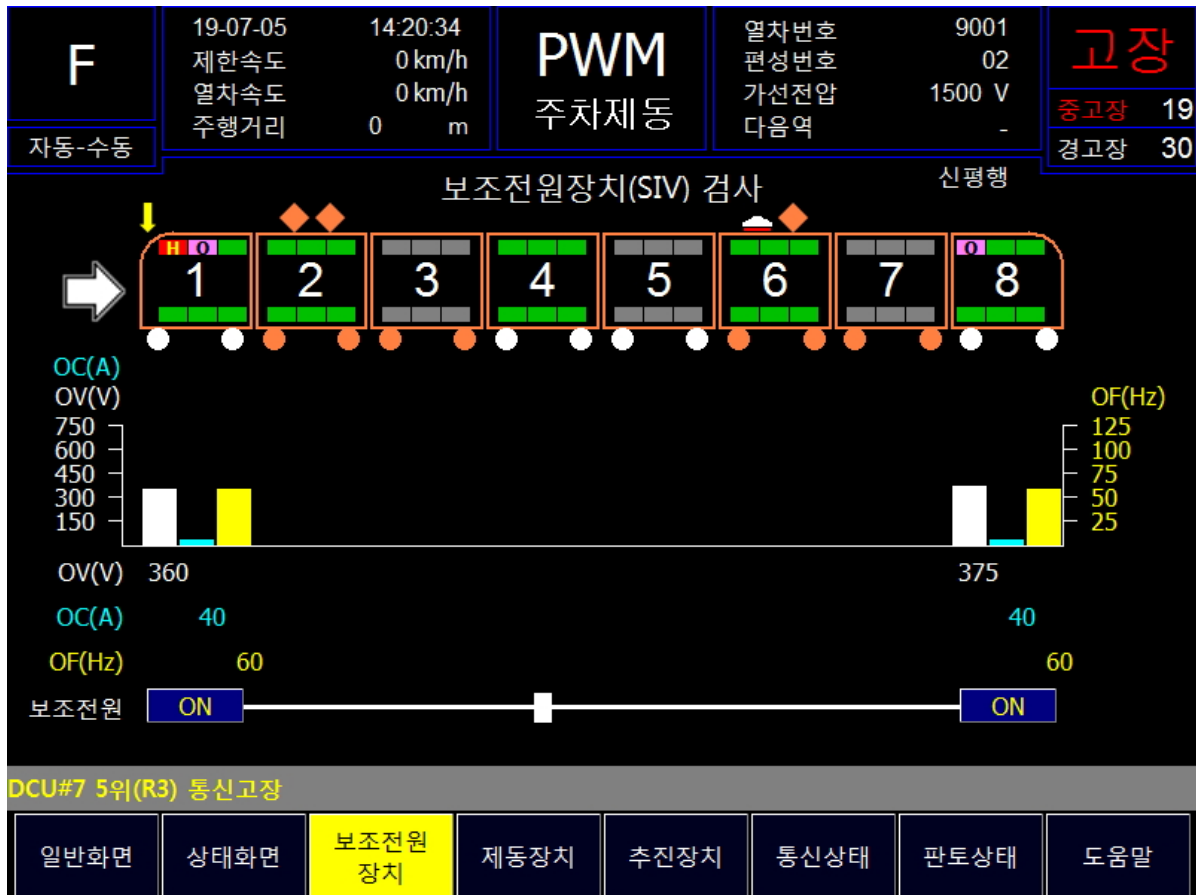 F
자동-수동
19-07-05 14:20:34
제한속도 0 km/h
열차속도 0 km/h
주행거리 0 m
PWM
주차제동
열차번호 9001
편성번호 02
가선전압 1500 V
다음역 -
고장
중고장 19
경고장 30
보조전원장치(SIV) 검사
신평행
H O
O
1 2 3 4 5 6 7 8
OC(A)
OV(V)
750
600
450
300
150
OF(Hz)
125
100
75
50
25
OV(V) 360 375
OC(A) 40 40
OF(Hz) 60 60
보조전원 ON ON
DCU#7 5위(R3) 통신고장
일반화면
상태화면
보조전원
장치
제동장치
추진장치
통신상태
판토상태
도움말